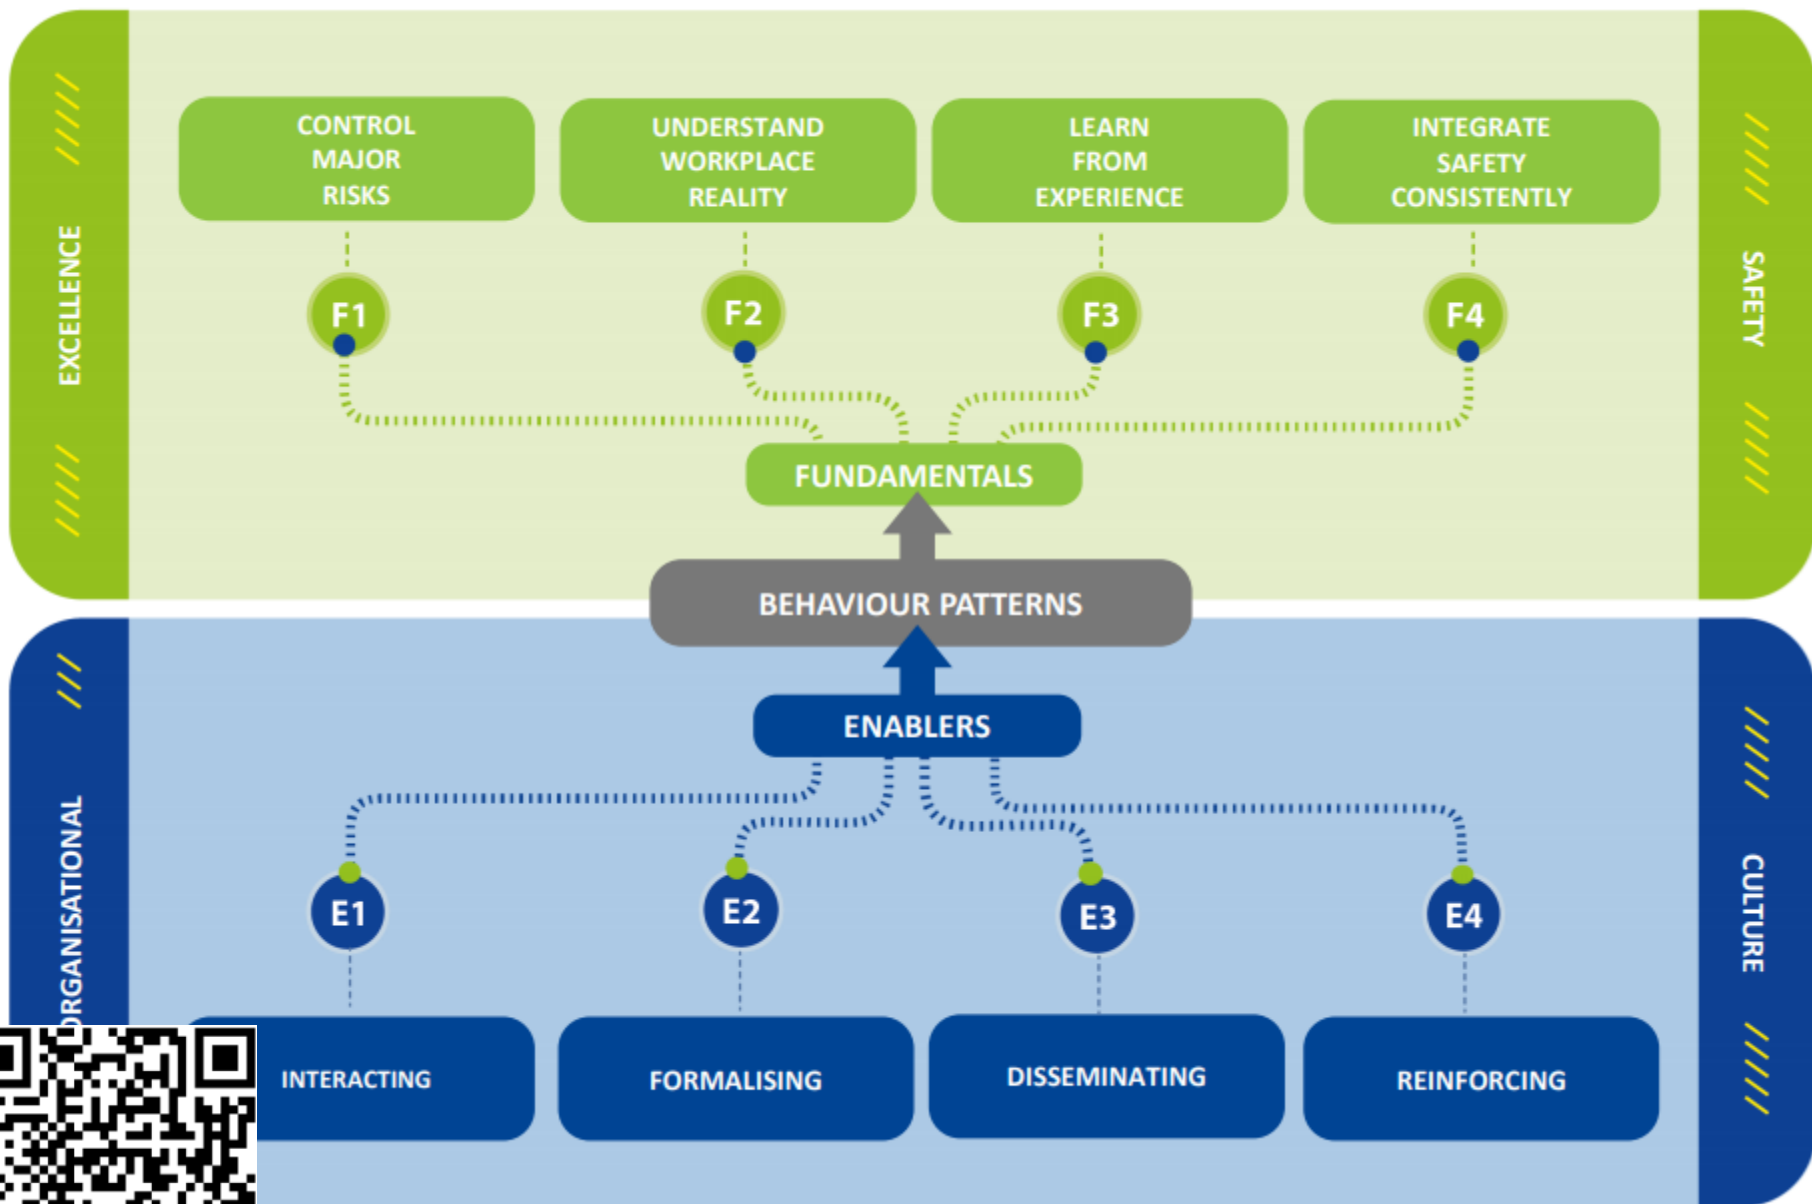 EXCELLENCE
CONTROL
MAJOR
RISKS
UNDERSTAND
WORKPLACE
REALITY
LEARN
FROM
EXPERIENCE
INTEGRATE
SAFETY
CONSISTENTLY
SAFETY
F1
F2
F3
F4
FUNDAMENTALS
BEHAVIOUR PATTERNS
ENABLERS
ORGANISATIONAL
CULTURE
E1
E2
E3
E4
INTERACTING
FORMALISING
DISSEMINATING
REINFORCING